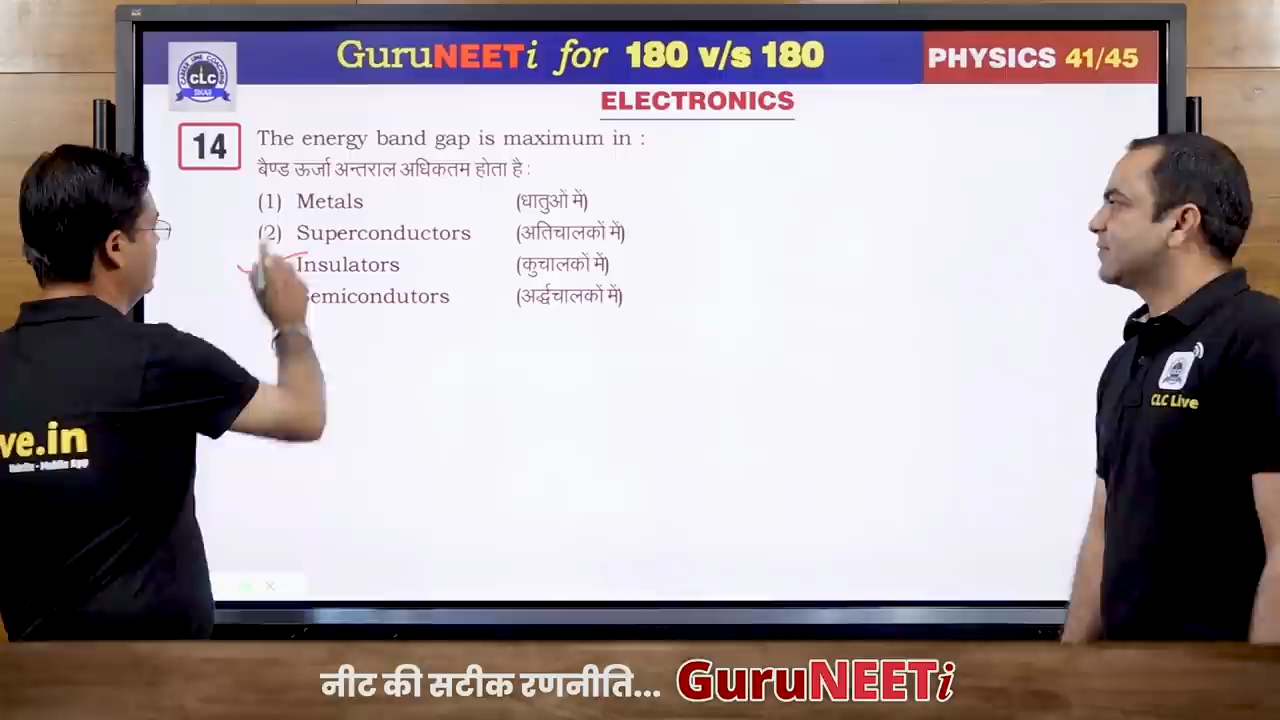 GuruNEETi for 180 v/s 180
PHYSICS 41/45
CLC
ELECTRONICS
14
The energy band gap is maximum in :
बैण्ड ऊर्जा अन्तराल अधिकतम होता है :
(1) Metals (धातुओं में)
(2) Superconductors (अतिचालकों में)
Insulators (कुचालकों में)
Semicondutors (अर्द्धचालकों में)
ve.in
CLC Live
नीट की सटीक रणनीति... GuruNEETi